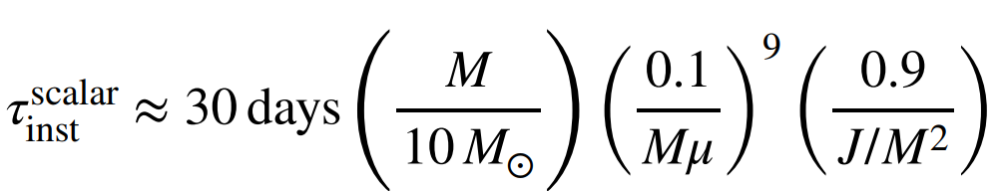 τ_inst^scalar ≈ 30 days (M / 10 M_⊙) (0.1 / Mμ)^9 (0.9 / J/M^2)